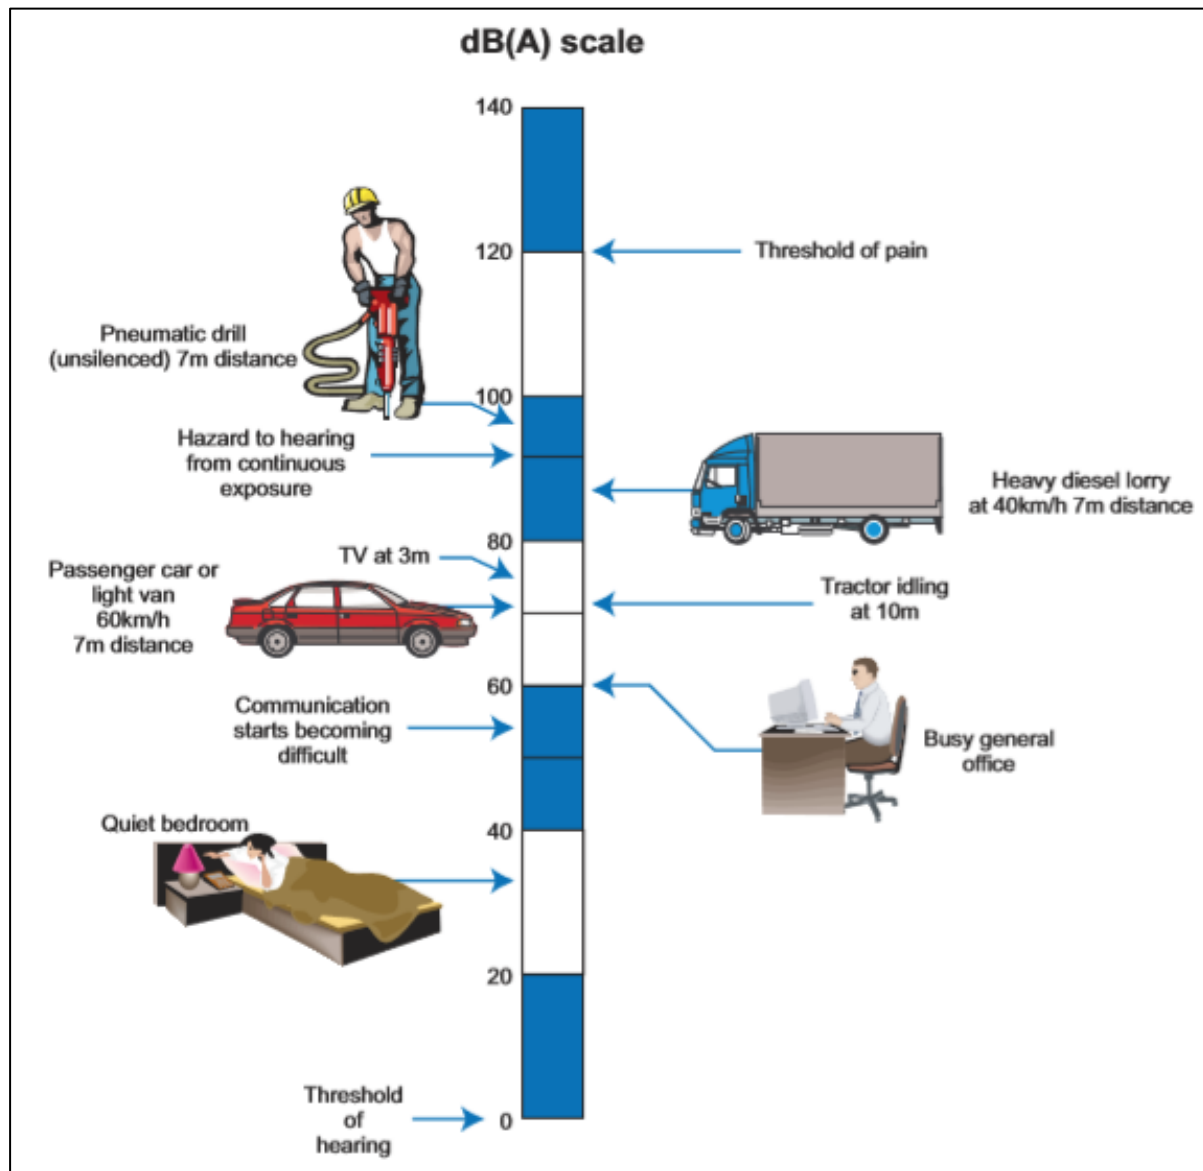 dB(A) scale
140
120
Threshold of pain
Pneumatic drill
(unsilenced) 7m distance
100
Hazard to hearing
from continuous
exposure
Heavy diesel lorry
at 40km/h 7m distance
80
TV at 3m
Passenger car or
light van
60km/h
7m distance
Tractor idling
at 10m
60
Communication
starts becoming
difficult
Busy general
office
40
Quiet bedroom
20
Threshold
of
hearing
0